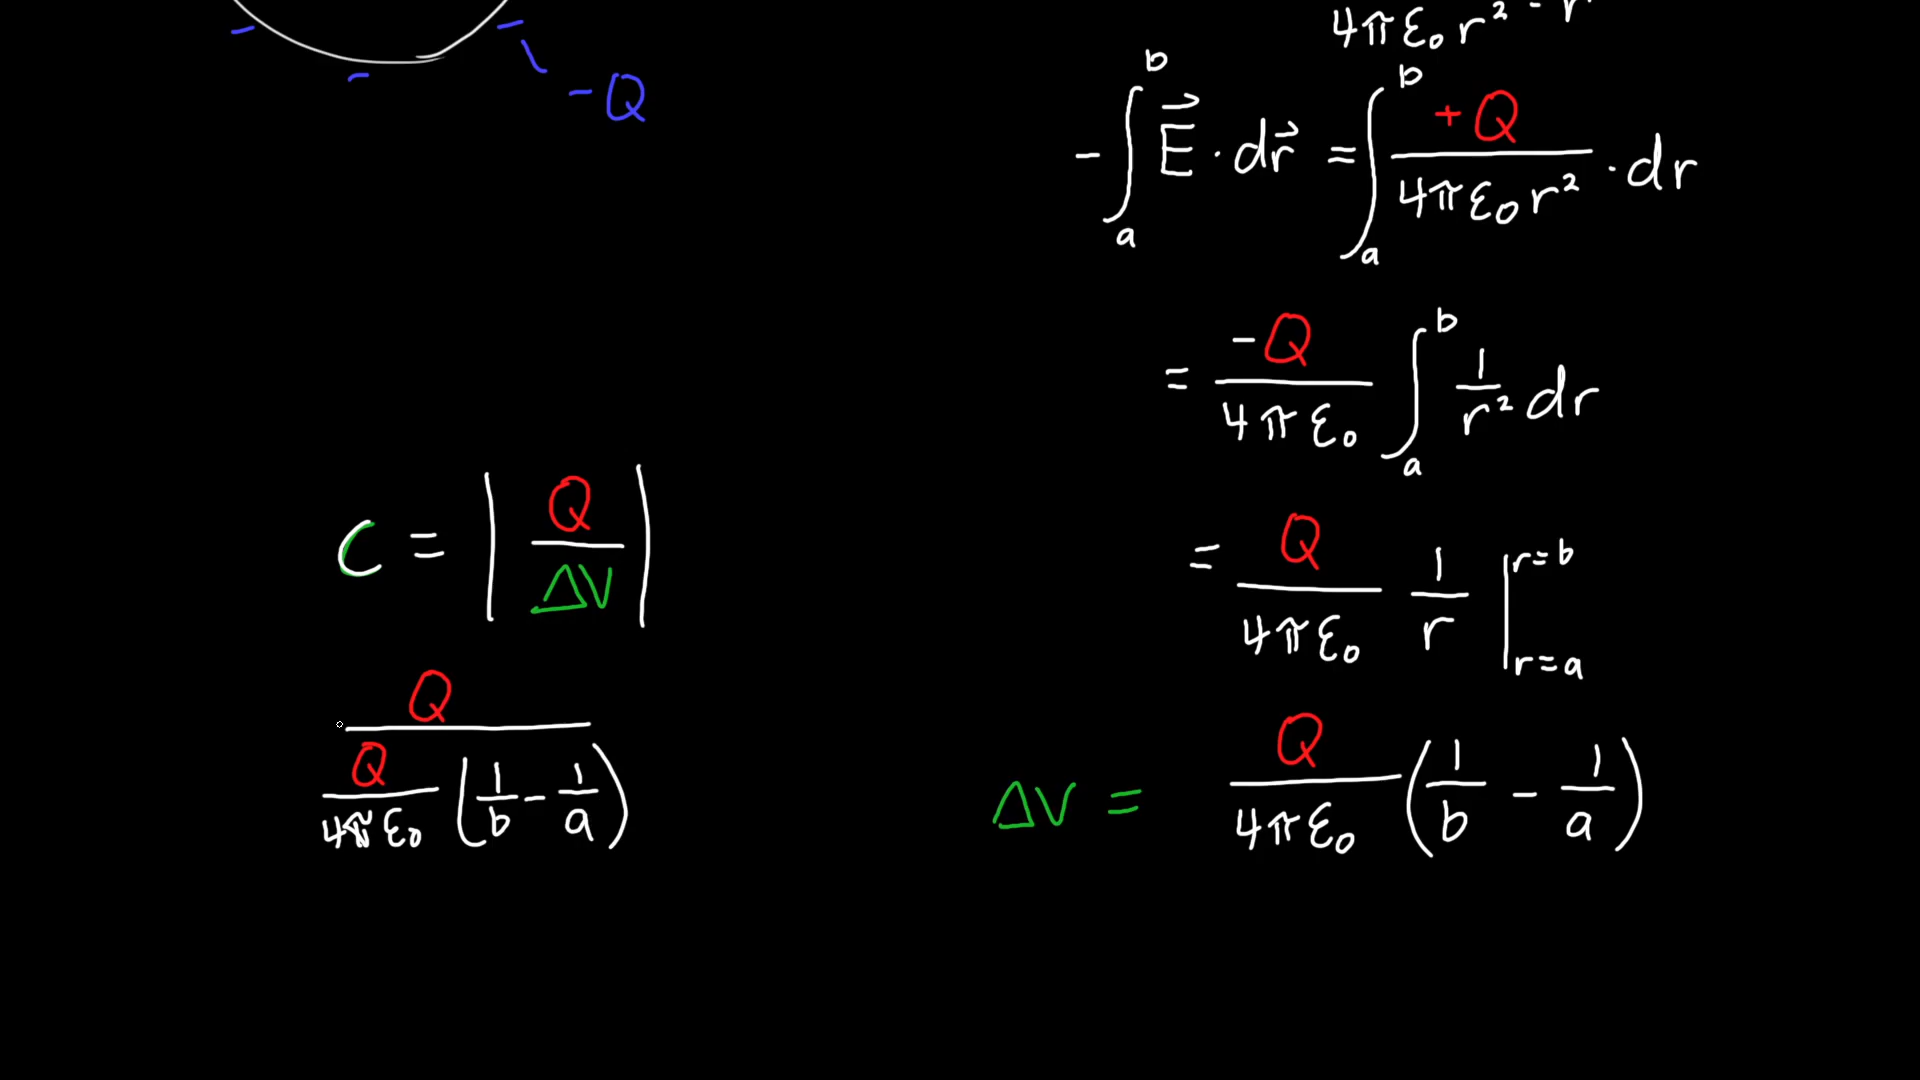 -Q
4πε₀r² · r
-∫ₐᵇ E⃗ · dr⃗ = ∫ₐᵇ +Q/(4πε₀r²) · dr
= -Q/(4πε₀) ∫ₐᵇ 1/r² dr
C = |Q/ΔV|
= Q/(4πε₀) 1/r |r=b r=a
Q/(Q/(4πε₀) (1/b - 1/a))
ΔV = Q/(4πε₀) (1/b - 1/a)